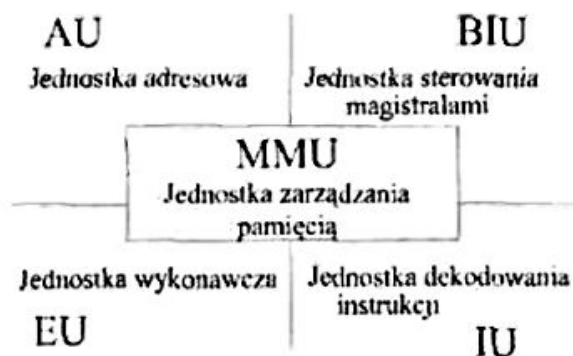 AU
Jednostka adresowa
BIU
Jednostka sterowania
magistralami
MMU
Jednostka zarządzania
pamięcią
Jednostka wykonawcza
EU
Jednostka dekodowania
instrukcji
IU